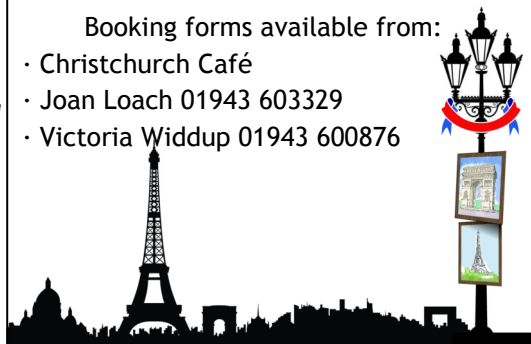 Booking forms available from:
· Christchurch Café
· Joan Loach 01943 603329
· Victoria Widdup 01943 600876